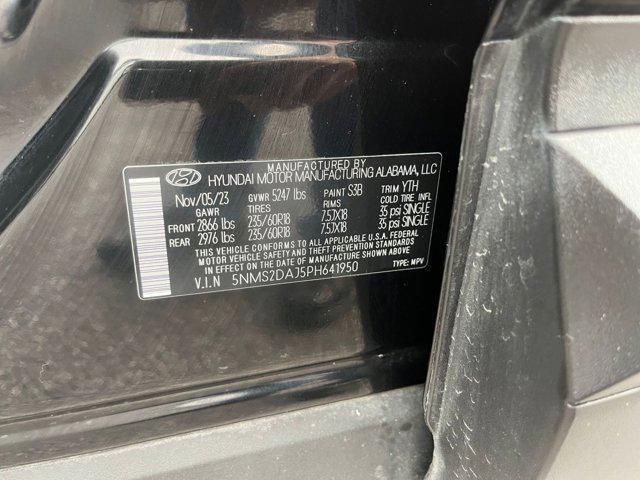 MANUFACTURED BY
HYUNDAI MOTOR MANUFACTURING ALABAMA, LLC
Nov/05/23 GVWR 5247 lbs PAINT S3B TRIM YTH
GAWR TIRES RIMS COLD TIRE INFL
FRONT 2866 lbs 235/60R18 7.5JX18 35 psi SINGLE
REAR 2976 lbs 235/60R18 7.5JX18 35 psi SINGLE
THIS VEHICLE CONFORMS TO ALL APPLICABLE U.S.A. FEDERAL
MOTOR VEHICLE SAFETY AND THEFT PREVENTION STANDARDS
IN EFFECT ON THE DATE OF MANUFACTURE SHOWN ABOVE.
V.I.N 5NMS2DAJ5PH641950 TYPE: MPV